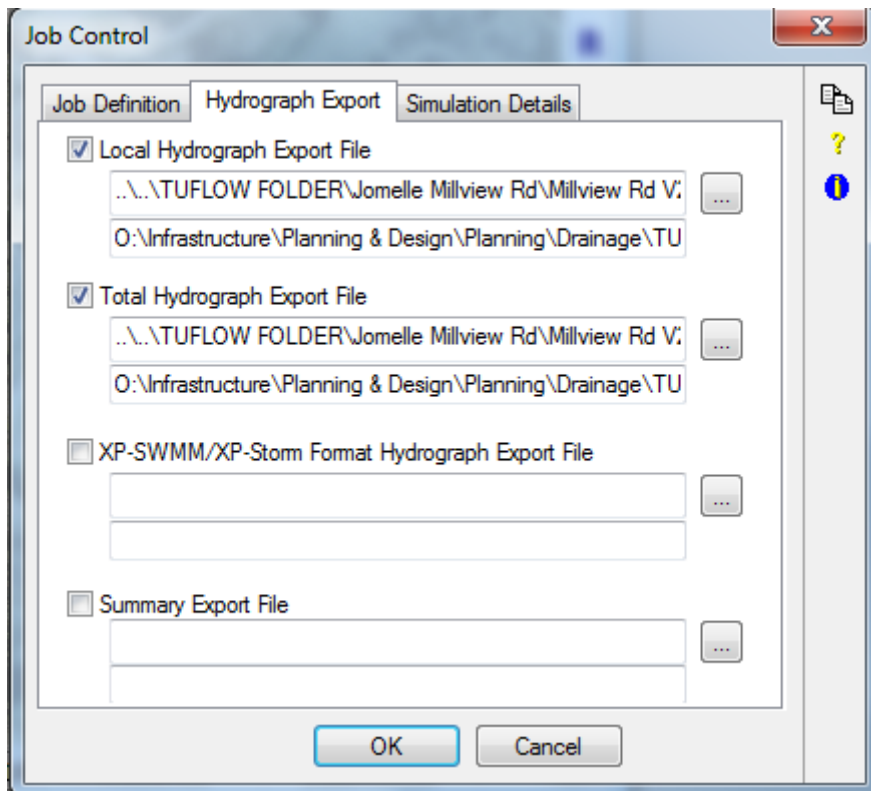 Job Control
Job Definition Hydrograph Export Simulation Details
Local Hydrograph Export File
..\..\TUFLOW FOLDER\Jomelle Millview Rd\Millview Rd V
...
O:\Infrastructure\Planning & Design\Planning\Drainage\TU
Total Hydrograph Export File
..\..\TUFLOW FOLDER\Jomelle Millview Rd\Millview Rd V
...
O:\Infrastructure\Planning & Design\Planning\Drainage\TU
XP-SWMM/XP-Storm Format Hydrograph Export File
...
Summary Export File
...
OK Cancel